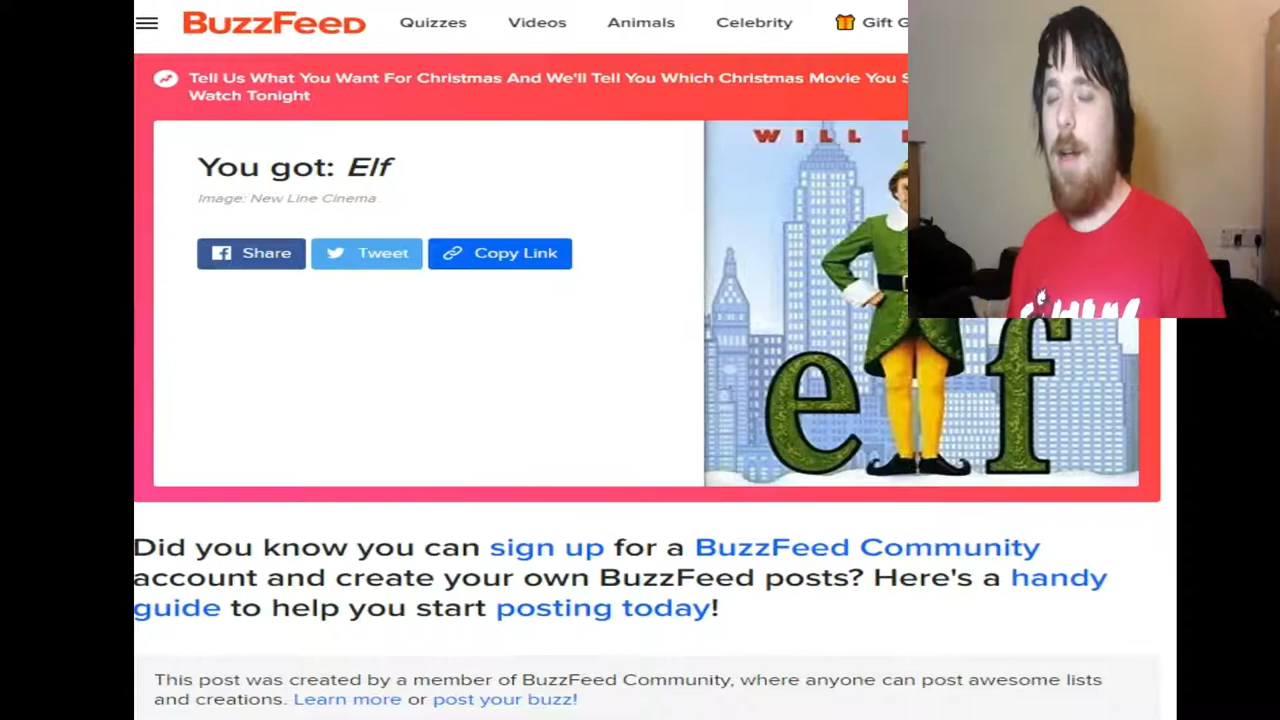 BuzzFeed Quizzes Videos Animals Celebrity Gift G
Tell Us What You Want For Christmas And We'll Tell You Which Christmas Movie You S
Watch Tonight
You got: Elf
Image: New Line Cinema
WILL
Share Tweet Copy Link
elf
Did you know you can sign up for a BuzzFeed Community
account and create your own BuzzFeed posts? Here's a handy
guide to help you start posting today!
This post was created by a member of BuzzFeed Community, where anyone can post awesome lists
and creations. Learn more or post your buzz!